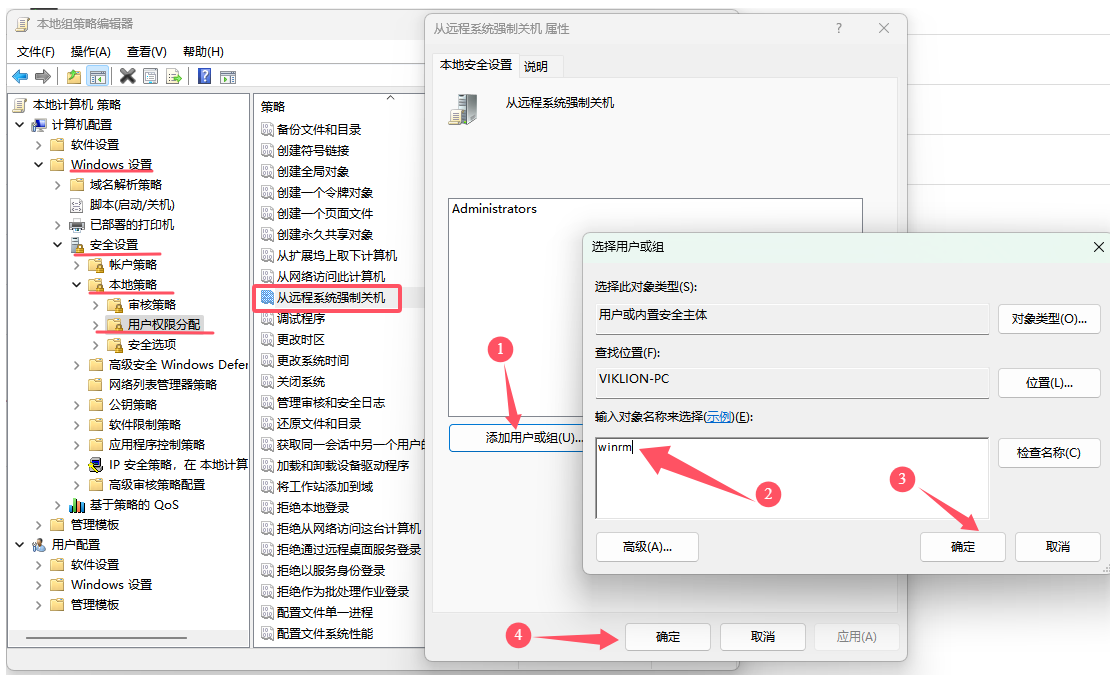 本地组策略编辑器
文件(F) 操作(A) 查看(V) 帮助(H)
本地计算机 策略
计算机配置
软件设置
Windows 设置
域名解析策略
脚本(启动/关机)
已部署的打印机
安全设置
帐户策略
本地策略
审核策略
用户权限分配
安全选项
高级安全 Windows Defer
网络列表管理器策略
公钥策略
软件限制策略
应用程序控制策略
IP 安全策略，在 本地计算
高级审核策略配置
基于策略的 QoS
管理模板
用户配置
软件设置
Windows 设置
管理模板
策略
备份文件和目录
创建符号链接
创建全局对象
创建一个令牌对象
创建一个页面文件
创建永久共享对象
从扩展坞上取下计算机
从网络访问此计算机
从远程系统强制关机
调试程序
更改时区
更改系统时间
关闭系统
管理审核和安全日志
还原文件和目录
获取同一会话中另一个用户的
加载和卸载设备驱动程序
将工作站添加到域
拒绝本地登录
拒绝从网络访问这台计算机
拒绝通过远程桌面服务登录
拒绝以服务身份登录
拒绝作为批处理作业登录
配置文件单一进程
配置文件系统性能
从远程系统强制关机 属性
?
本地安全设置 说明
从远程系统强制关机
Administrators
1
添加用户或组(U)...
4
确定 取消 应用(A)
选择用户或组
选择此对象类型(S):
用户或内置安全主体
对象类型(O)...
查找位置(F):
VIKLION-PC
位置(L)...
输入对象名称来选择(示例)(E):
winrm
检查名称(C)
2
3
高级(A)...
确定 取消